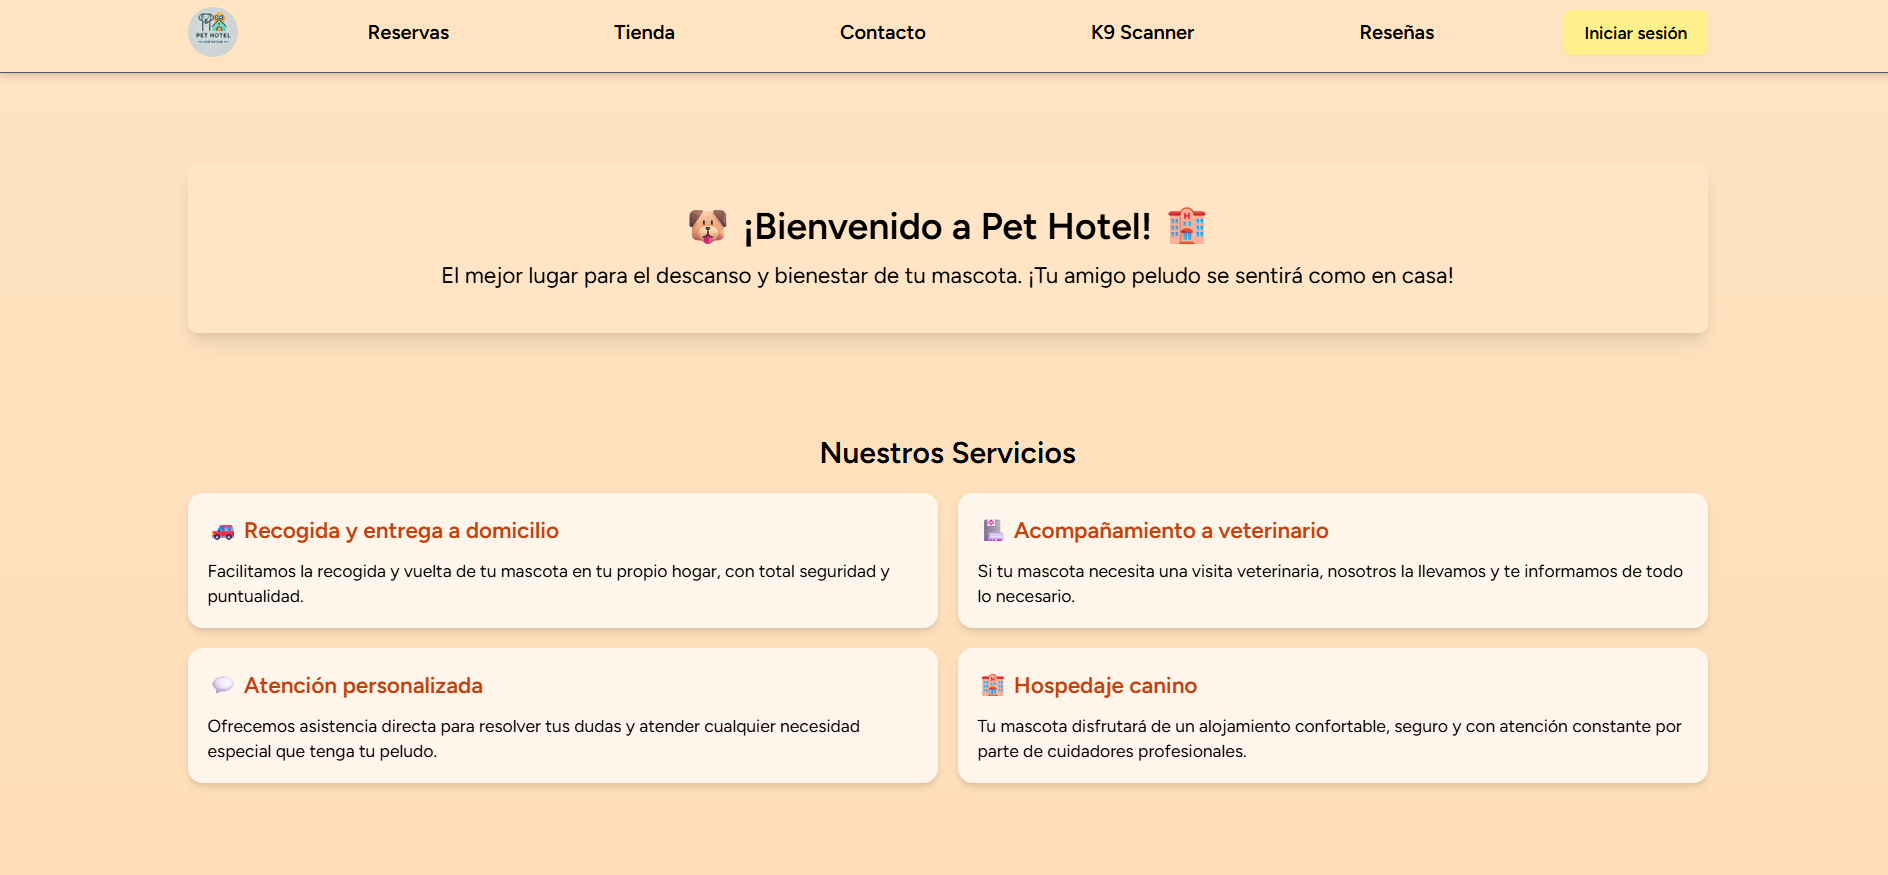 PET HOTEL
Reservas
Tienda
Contacto
K9 Scanner
Reseñas
Iniciar sesión
¡Bienvenido a Pet Hotel!
El mejor lugar para el descanso y bienestar de tu mascota. ¡Tu amigo peludo se sentirá como en casa!
Nuestros Servicios
Recogida y entrega a domicilio
Facilitamos la recogida y vuelta de tu mascota en tu propio hogar, con total seguridad y
puntualidad.
Acompañamiento a veterinario
Si tu mascota necesita una visita veterinaria, nosotros la llevamos y te informamos de todo
lo necesario.
Atención personalizada
Ofrecemos asistencia directa para resolver tus dudas y atender cualquier necesidad
especial que tenga tu peludo.
Hospedaje canino
Tu mascota disfrutará de un alojamiento confortable, seguro y con atención constante por
parte de cuidadores profesionales.